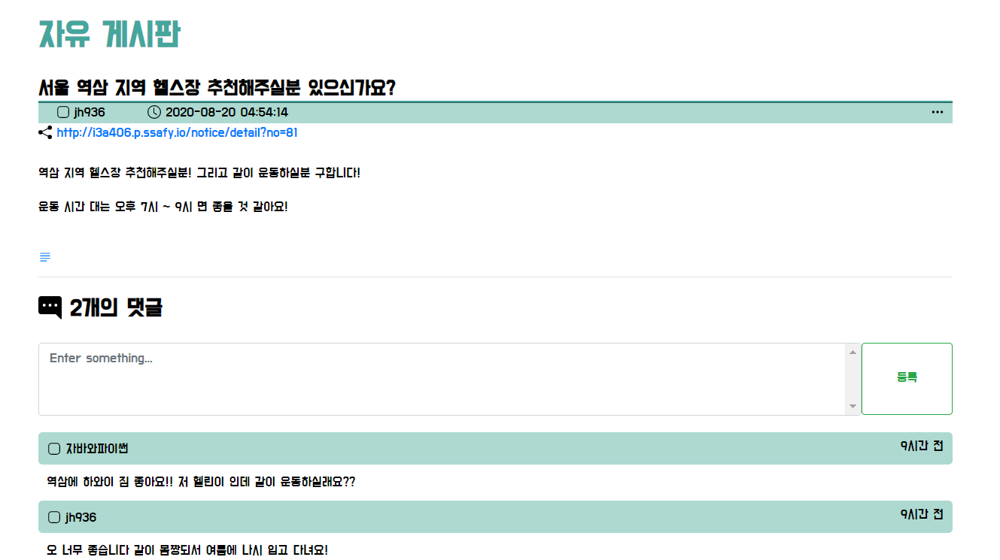 자유 게시판
서울 역삼 지역 헬스장 추천해주실분 있으신가요?
jh936 2020-08-20 04:54:14
http://i3a406.p.ssafy.io/notice/detail?no=81
역삼 지역 헬스장 추천해주실분! 그리고 같이 운동하실분 구합니다!
운동 시간 대는 오후 7시 ~ 9시 면 좋을 것 같아요!
2개의 댓글
Enter something...
등록
자바와파이썬 9시간 전
역삼에 하와이 짐 좋아요!! 저 헬린이 인데 같이 운동하실래요??
jh936 9시간 전
오 너무 좋습니다 같이 몸짱되서 여름에 나시 입고 다녀요!